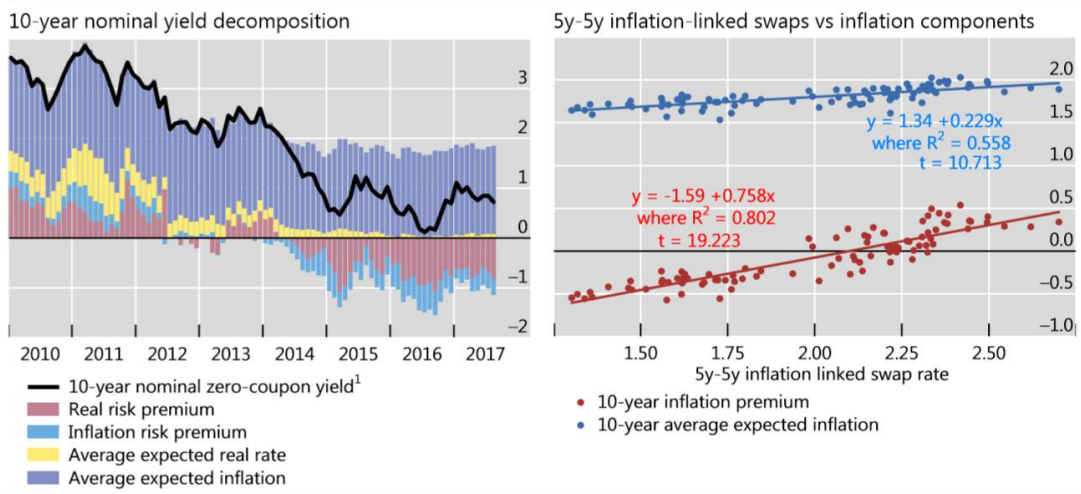 10-year nominal yield decomposition
3
2
1
0
−1
−2
2010 2011 2012 2013 2014 2015 2016 2017
10-year nominal zero-coupon yield1
Real risk premium
Inflation risk premium
Average expected real rate
Average expected inflation
5y-5y inflation-linked swaps vs inflation components
2.0
1.5
y = 1.34 +0.229x
where R2 = 0.558
t = 10.713
1.0
y = -1.59 +0.758x
where R2 = 0.802
t = 19.223
0.5
0.0
−0.5
−1.0
1.50 1.75 2.00 2.25 2.50
5y-5y inflation linked swap rate
10-year inflation premium
10-year average expected inflation